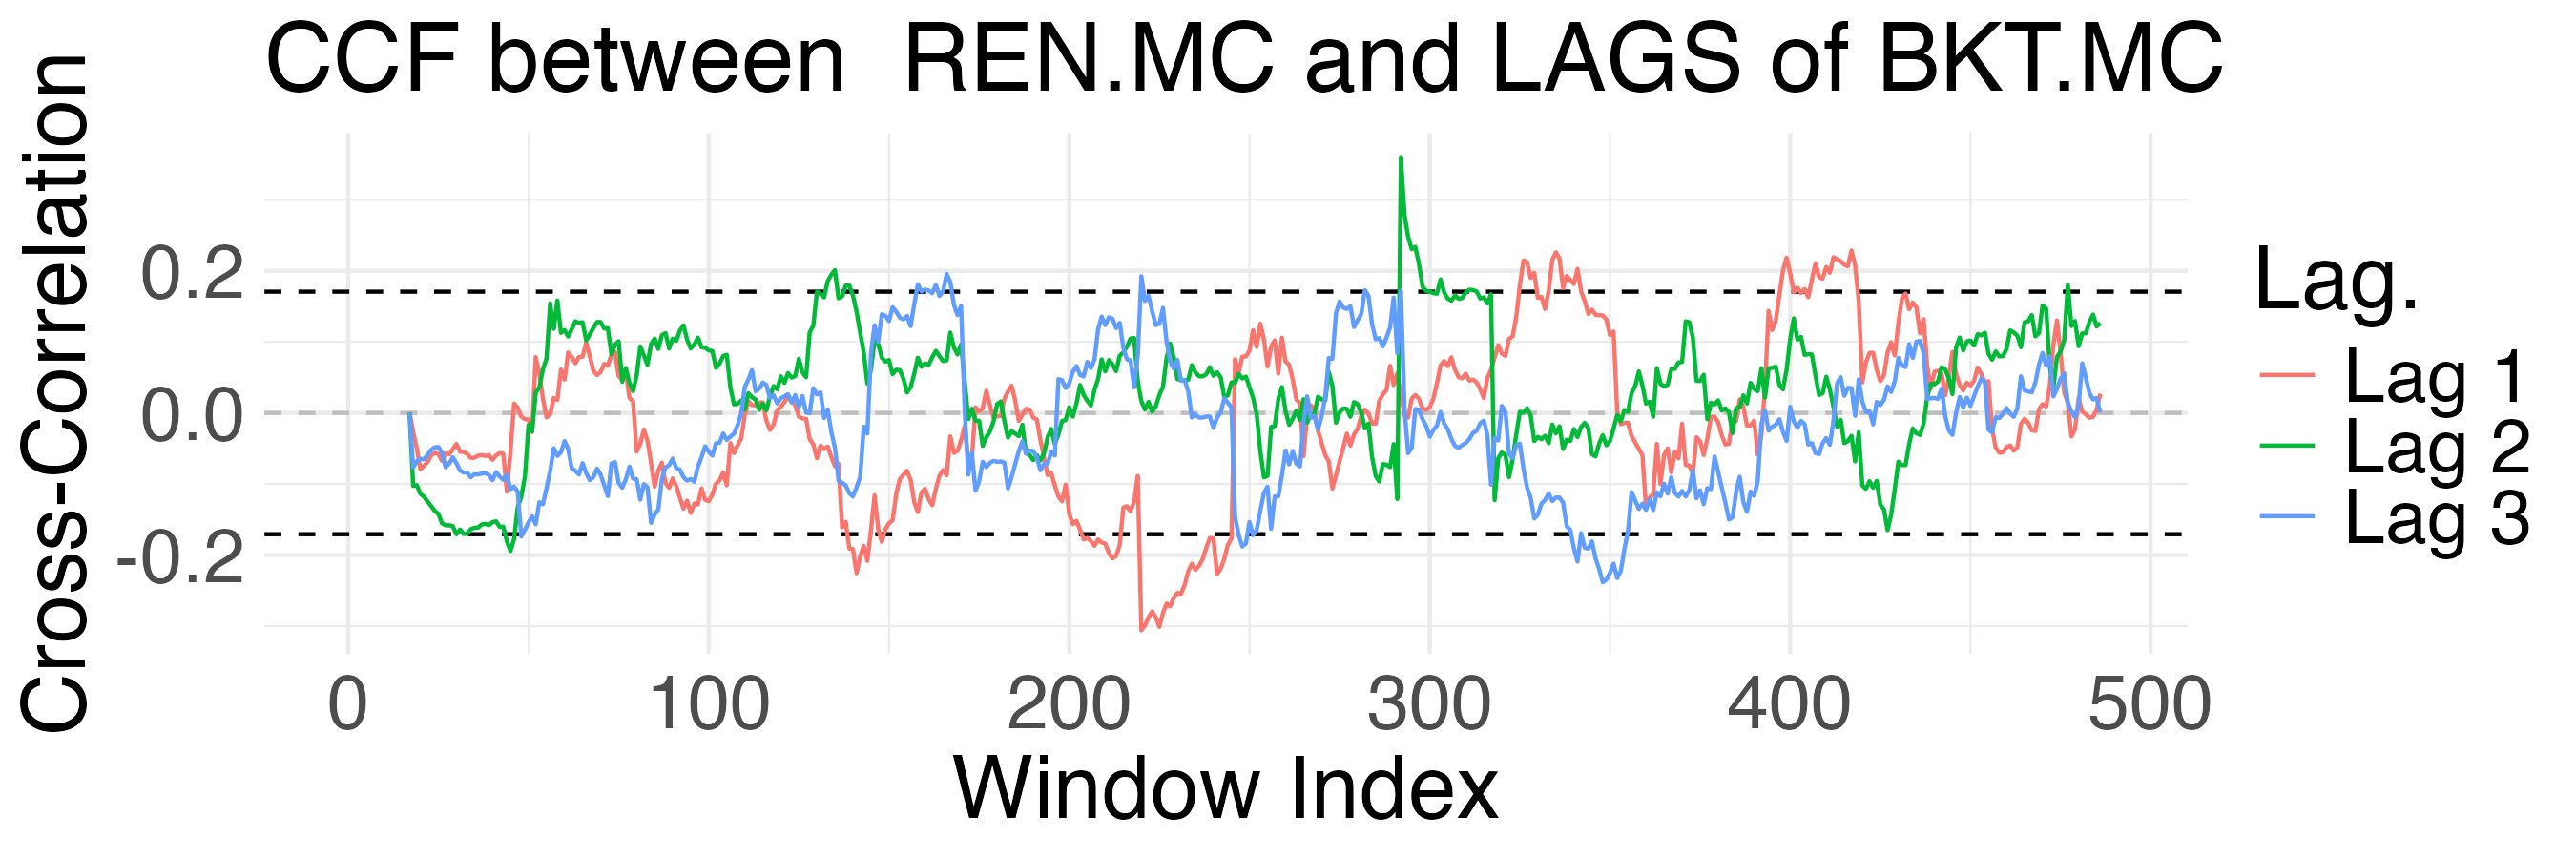 CCF between  REN.MC and LAGS of BKT.MC
Cross-Correlation
0.2
0.0
-0.2
0 100 200 300 400 500
Window Index
Lag.
Lag 1
Lag 2
Lag 3